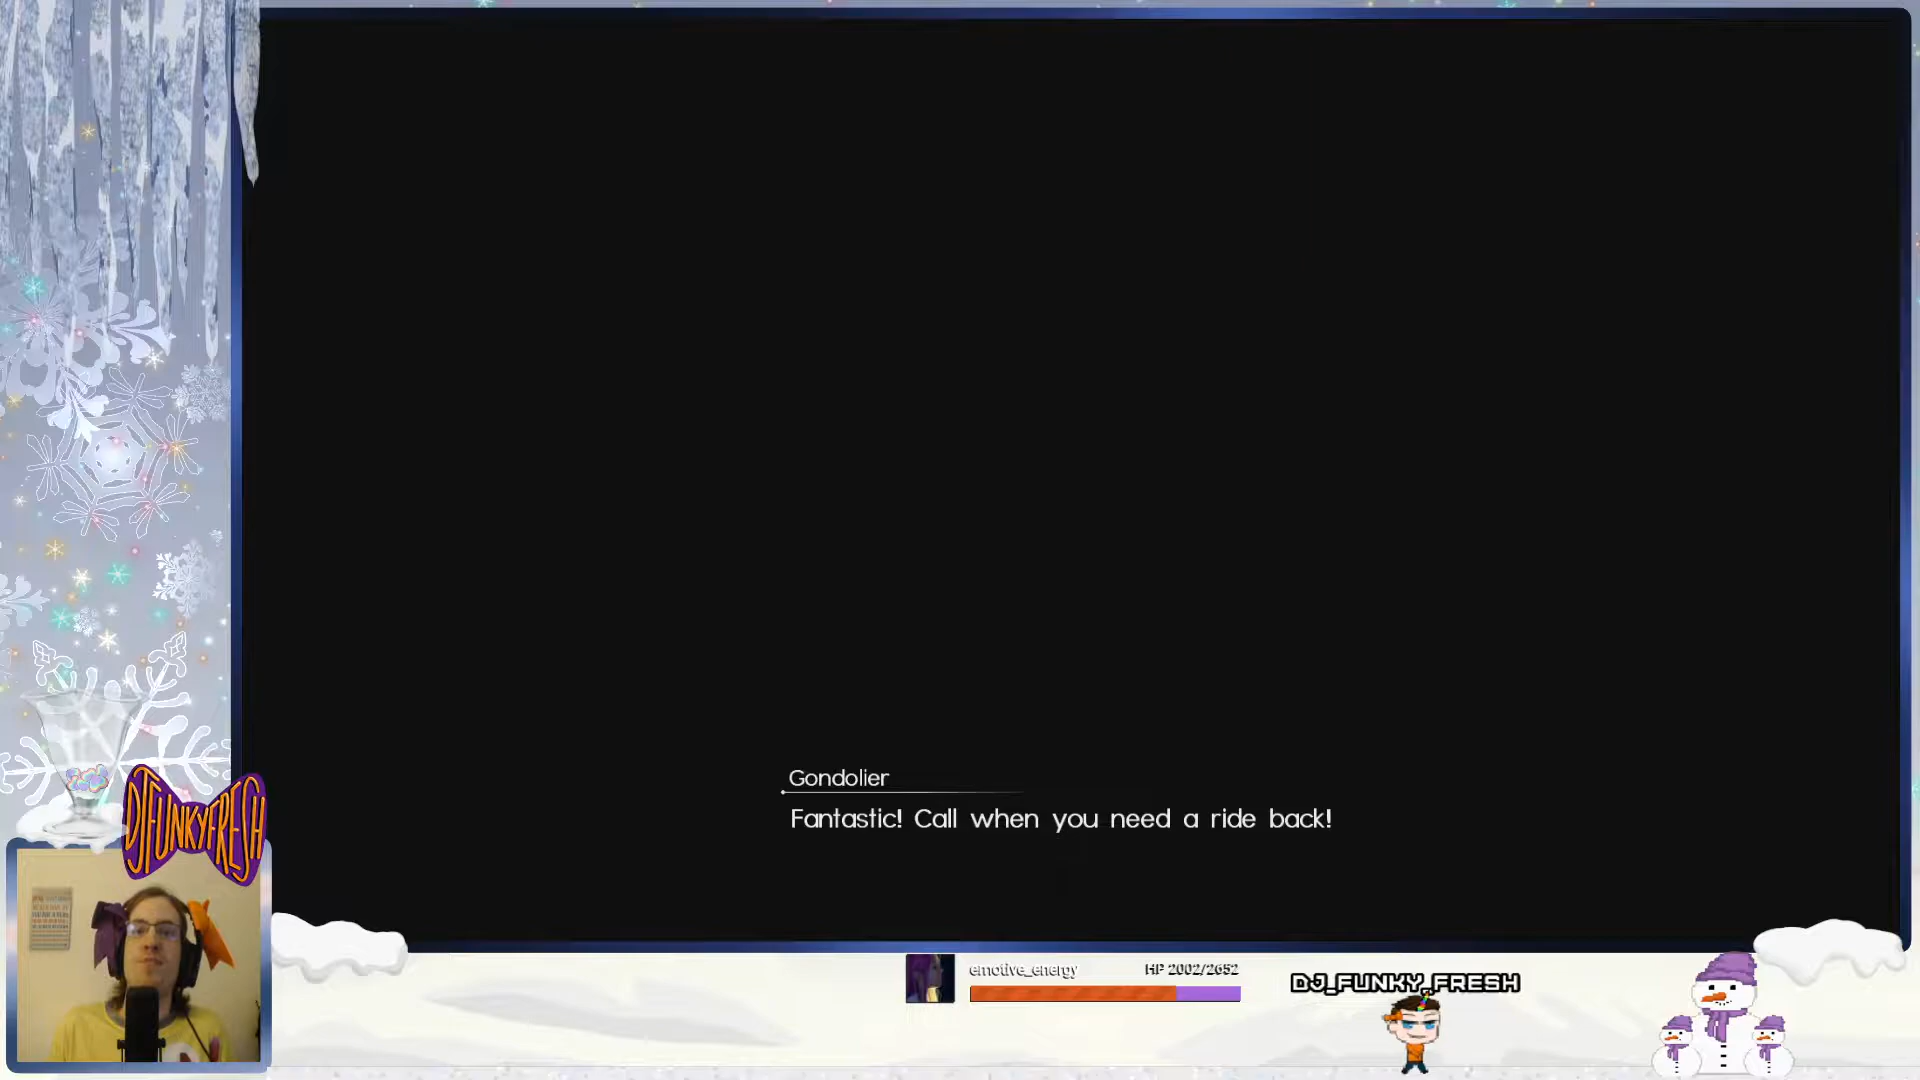 Gondolier
Fantastic! Call when you need a ride back!
DJFUNKYFRESH
emotive_energy HP 2002/2652
DJ_FUNKY_FRESH